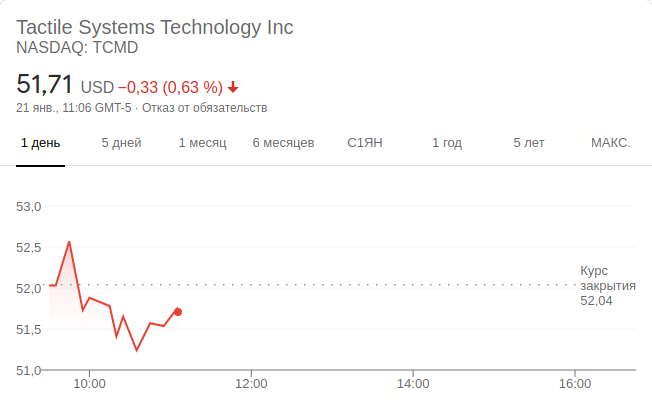 Tactile Systems Technology Inc
NASDAQ: TCMD
51,71 USD −0,33 (0,63 %)
21 янв., 11:06 GMT-5 · Отказ от обязательств
1 день 5 дней 1 месяц 6 месяцев С1ЯН 1 год 5 лет МАКС.
53,0
52,5
52,0
51,5
51,0
Курс
закрытия
52,04
10:00 12:00 14:00 16:00